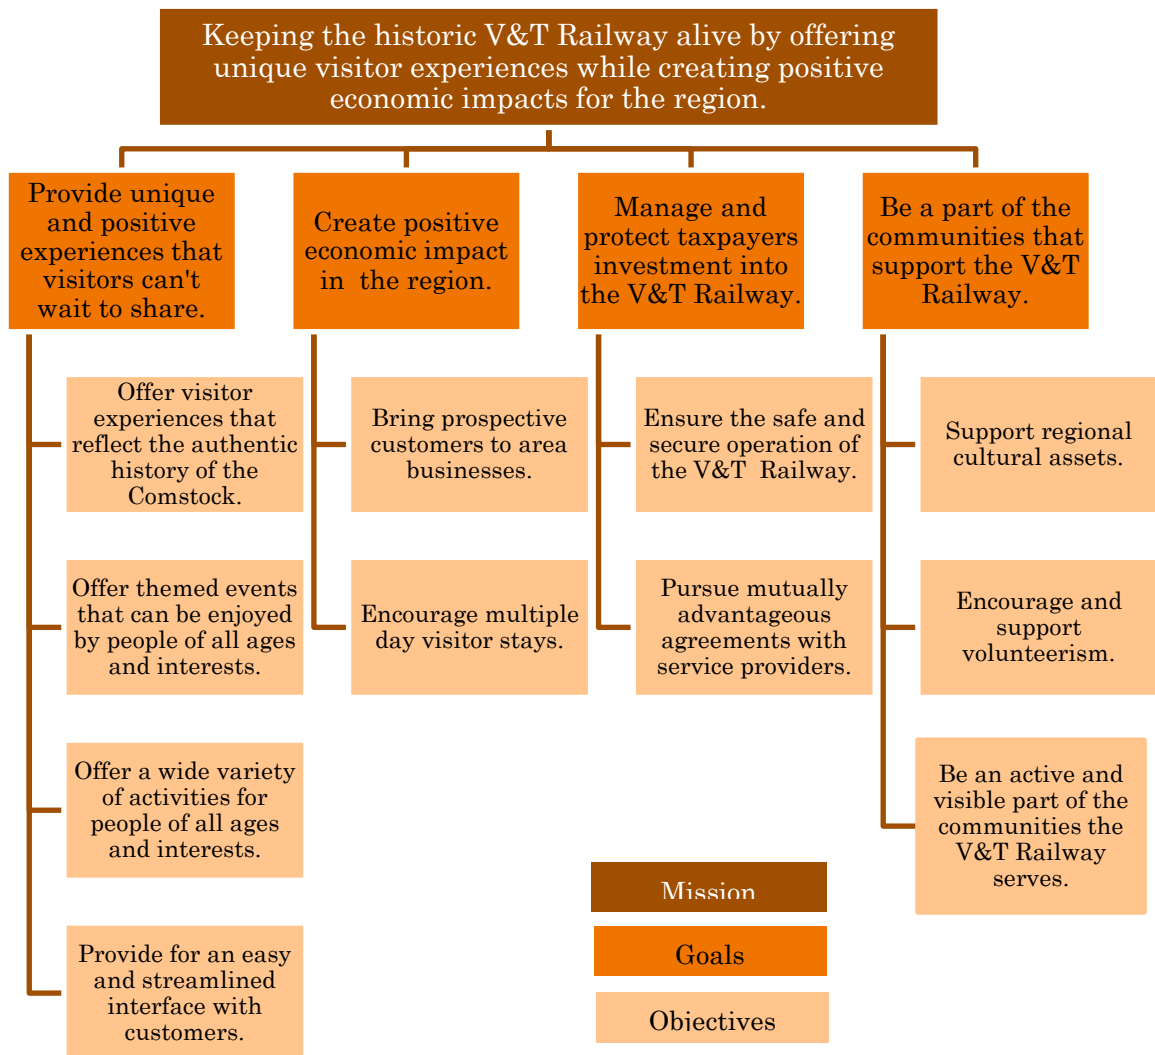 Keeping the historic V&T Railway alive by offering
unique visitor experiences while creating positive
economic impacts for the region.
Provide unique
and positive
experiences that
visitors can't
wait to share.
Offer visitor
experiences that
reflect the authentic
history of the
Comstock.
Offer themed events
that can be enjoyed
by people of all ages
and interests.
Offer a wide variety
of activities for
people of all ages
and interests.
Provide for an easy
and streamlined
interface with
customers.
Create positive
economic impact
in the region.
Bring prospective
customers to area
businesses.
Encourage multiple
day visitor stays.
Manage and
protect taxpayers
investment into
the V&T Railway.
Ensure the safe and
secure operation of
the V&T Railway.
Pursue mutually
advantageous
agreements with
service providers.
Be a part of the
communities that
support the V&T
Railway.
Support regional
cultural assets.
Encourage and
support
volunteerism.
Be an active and
visible part of the
communities the
V&T Railway
serves.
Mission
Goals
Objectives